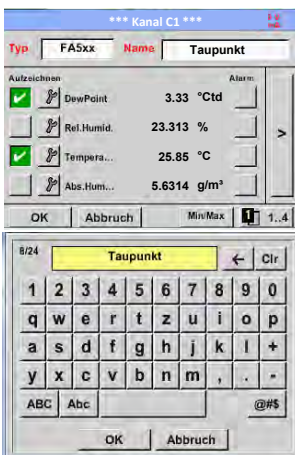 *** Kanal C1 ***
Typ FA5xx Name Taupunkt
Aufzeichnen Alarm
DewPoint 3.33 °Ctd
Rel.Humid. 23.313 %
Tempera... 25.85 °C
Abs.Hum... 5.6314 g/m³
>
OK Abbruch Min/Max 1..4
8/24 Taupunkt ← Clr
1 2 3 4 5 6 7 8 9 0
q w e r t z u i o p
a s d f g h j k l +
y x c v b n m , . -
ABC Abc @#$
OK Abbruch